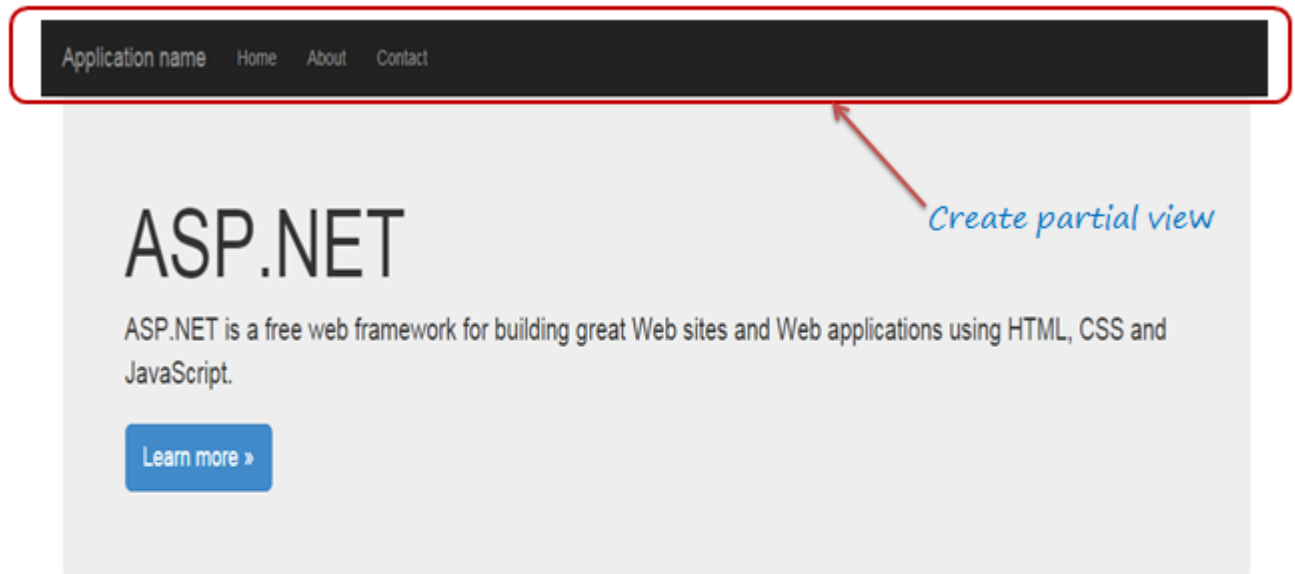 Application name Home About Contact
Create partial view
ASP.NET
ASP.NET is a free web framework for building great Web sites and Web applications using HTML, CSS and
JavaScript.
Learn more »